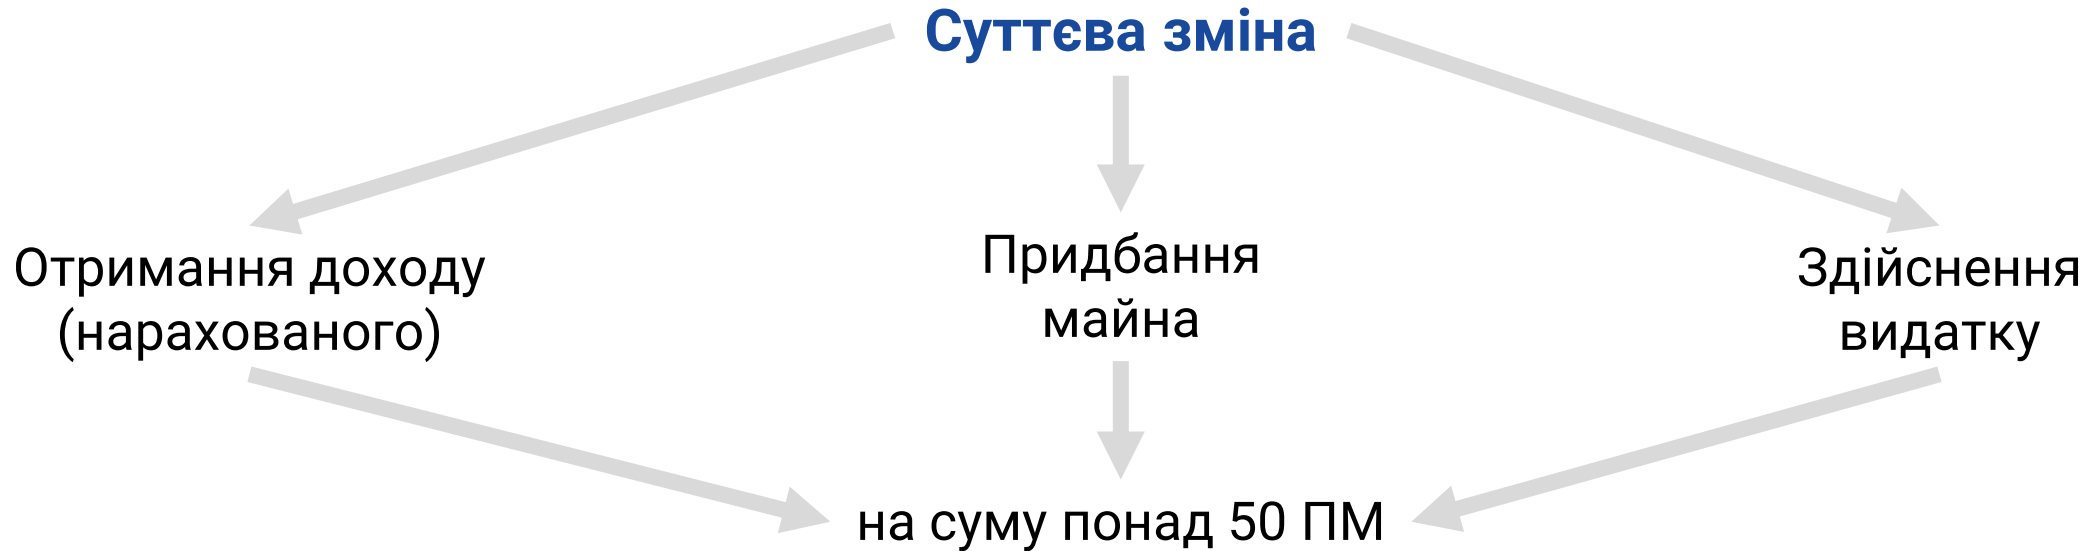 Суттєва зміна
Отримання доходу
(нарахованого)
Придбання
майна
Здійснення
видатку
на суму понад 50 ПМ